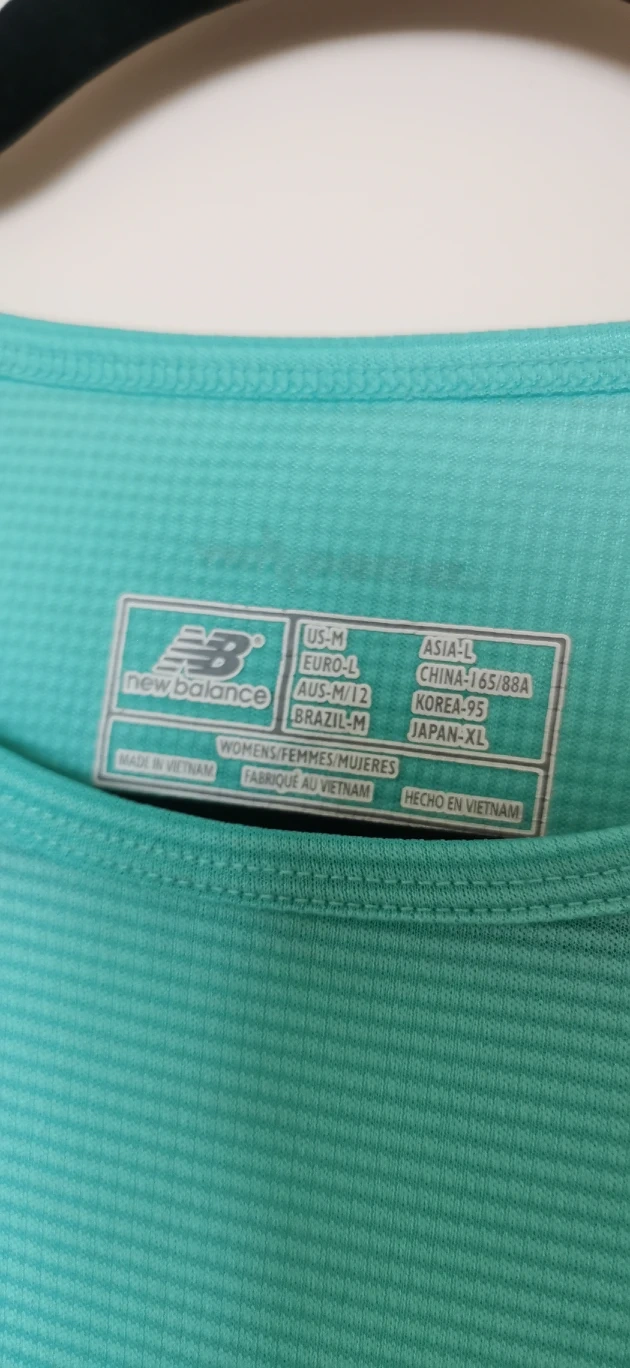 NB®
new balance
US-M
EURO-L
AUS-M/12
BRAZIL-M
ASIA-L
CHINA-165/88A
KOREA-95
JAPAN-XL
WOMENS/FEMMES/MUJERES
MADE IN VIETNAM
FABRIQUÉ AU VIETNAM
HECHO EN VIETNAM